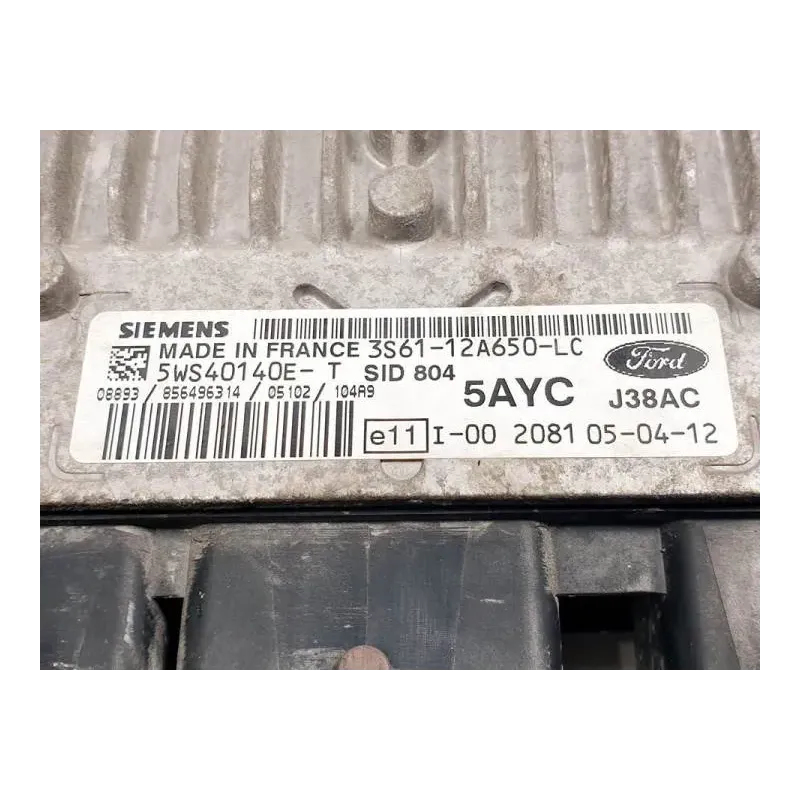 SIEMENS
MADE IN FRANCE 3S61-12A650-LC
5WS40140E-T SID 804
Ford
08893 / 856496314 / 05102 / 104A9
5AYC J38AC
e11 I-00 2081 05-04-12